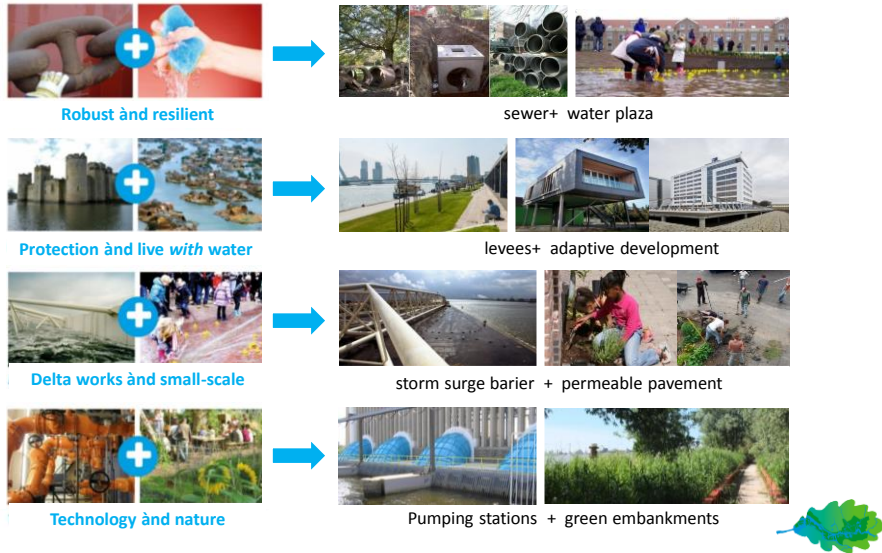 Robust ànd resilient
sewer+ water plaza
Protection ànd live with water
levees+ adaptive development
Delta works ànd small-scale
storm surge barier + permeable pavement
Technology ànd nature
Pumping stations + green embankments